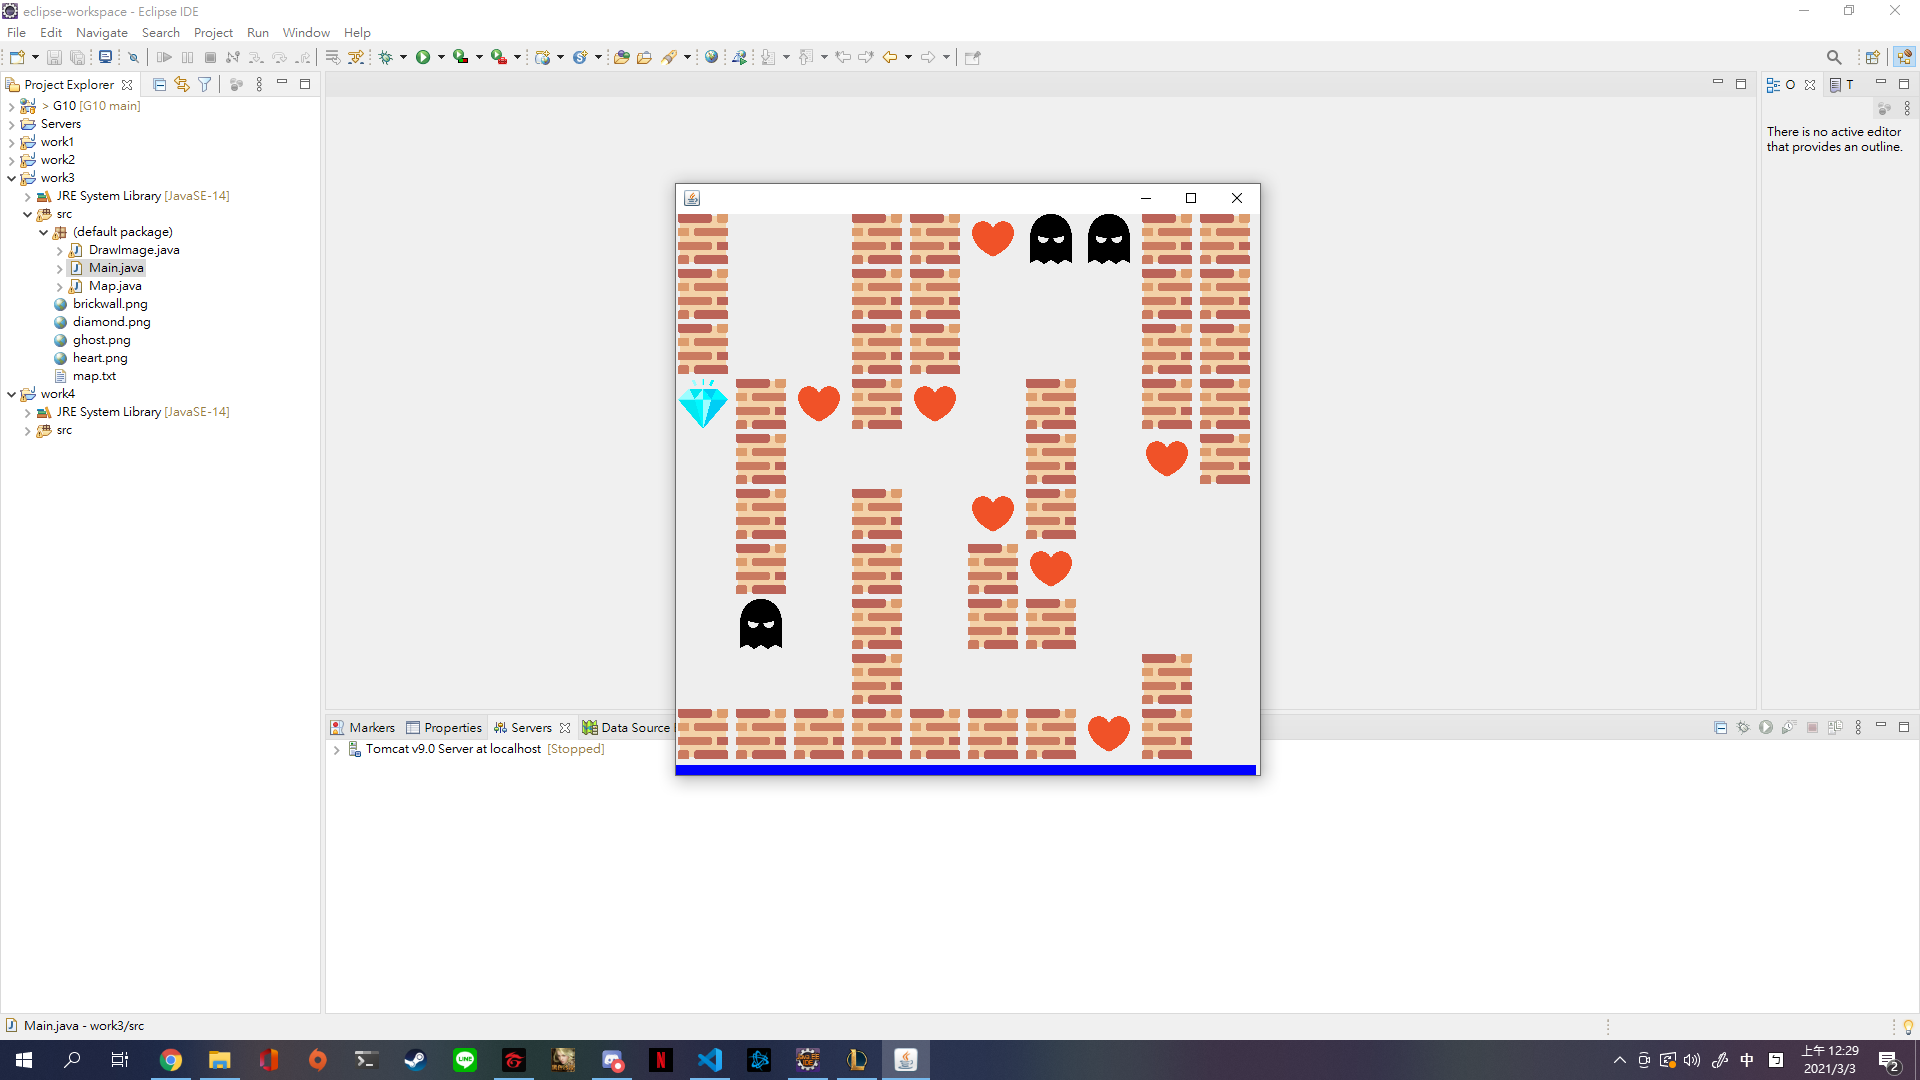 eclipse-workspace - Eclipse IDE
File Edit Navigate Search Project Run Window Help
Project Explorer
> G10 [G10 main]
Servers
work1
work2
work3
JRE System Library [JavaSE-14]
src
(default package)
DrawImage.java
Main.java
Map.java
brickwall.png
diamond.png
ghost.png
heart.png
map.txt
work4
JRE System Library [JavaSE-14]
src
O T
There is no active editor
that provides an outline.
Markers Properties Servers Data Source
Tomcat v9.0 Server at localhost [Stopped]
Main.java - work3/src
LINE
中
上午 12:29
2021/3/3
2